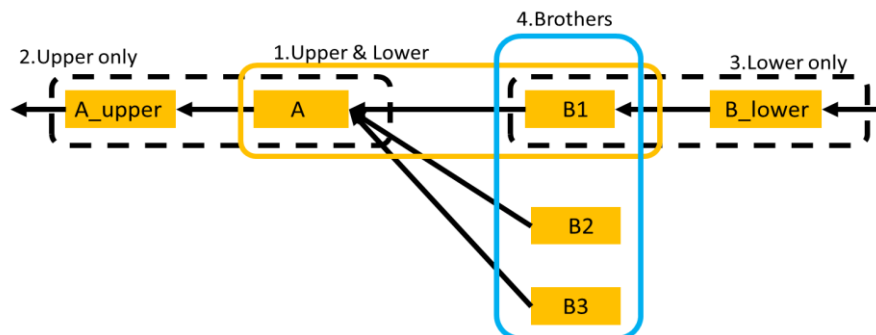 4.Brothers
2.Upper only
1.Upper & Lower
3.Lower only
A_upper
A
B1
B_lower
B2
B3